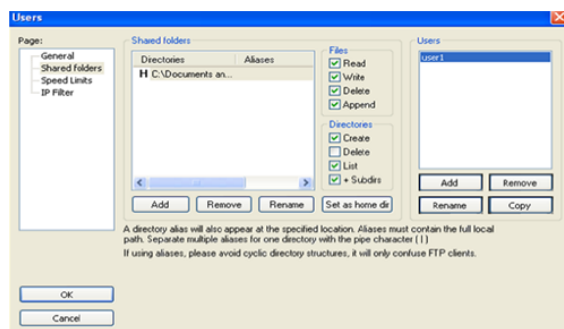 Users
Page:
General
Shared folders
Speed Limits
IP Filter
Shared folders
Directories Aliases
H C:\Documents an...
Add Remove Rename Set as home dir
Files
Read
Write
Delete
Append
Directores
Create
Delete
List
+ Subdirs
Users
user1
Add Remove
Rename Copy
A directory alias will also appear at the specified location. Aliases must contain the full local
path. Separate multiple aliases for one directory with the pipe character ( | )
If using aliases, please avoid cyclic directory structures, it will only confuse FTP clients.
OK
Cancel